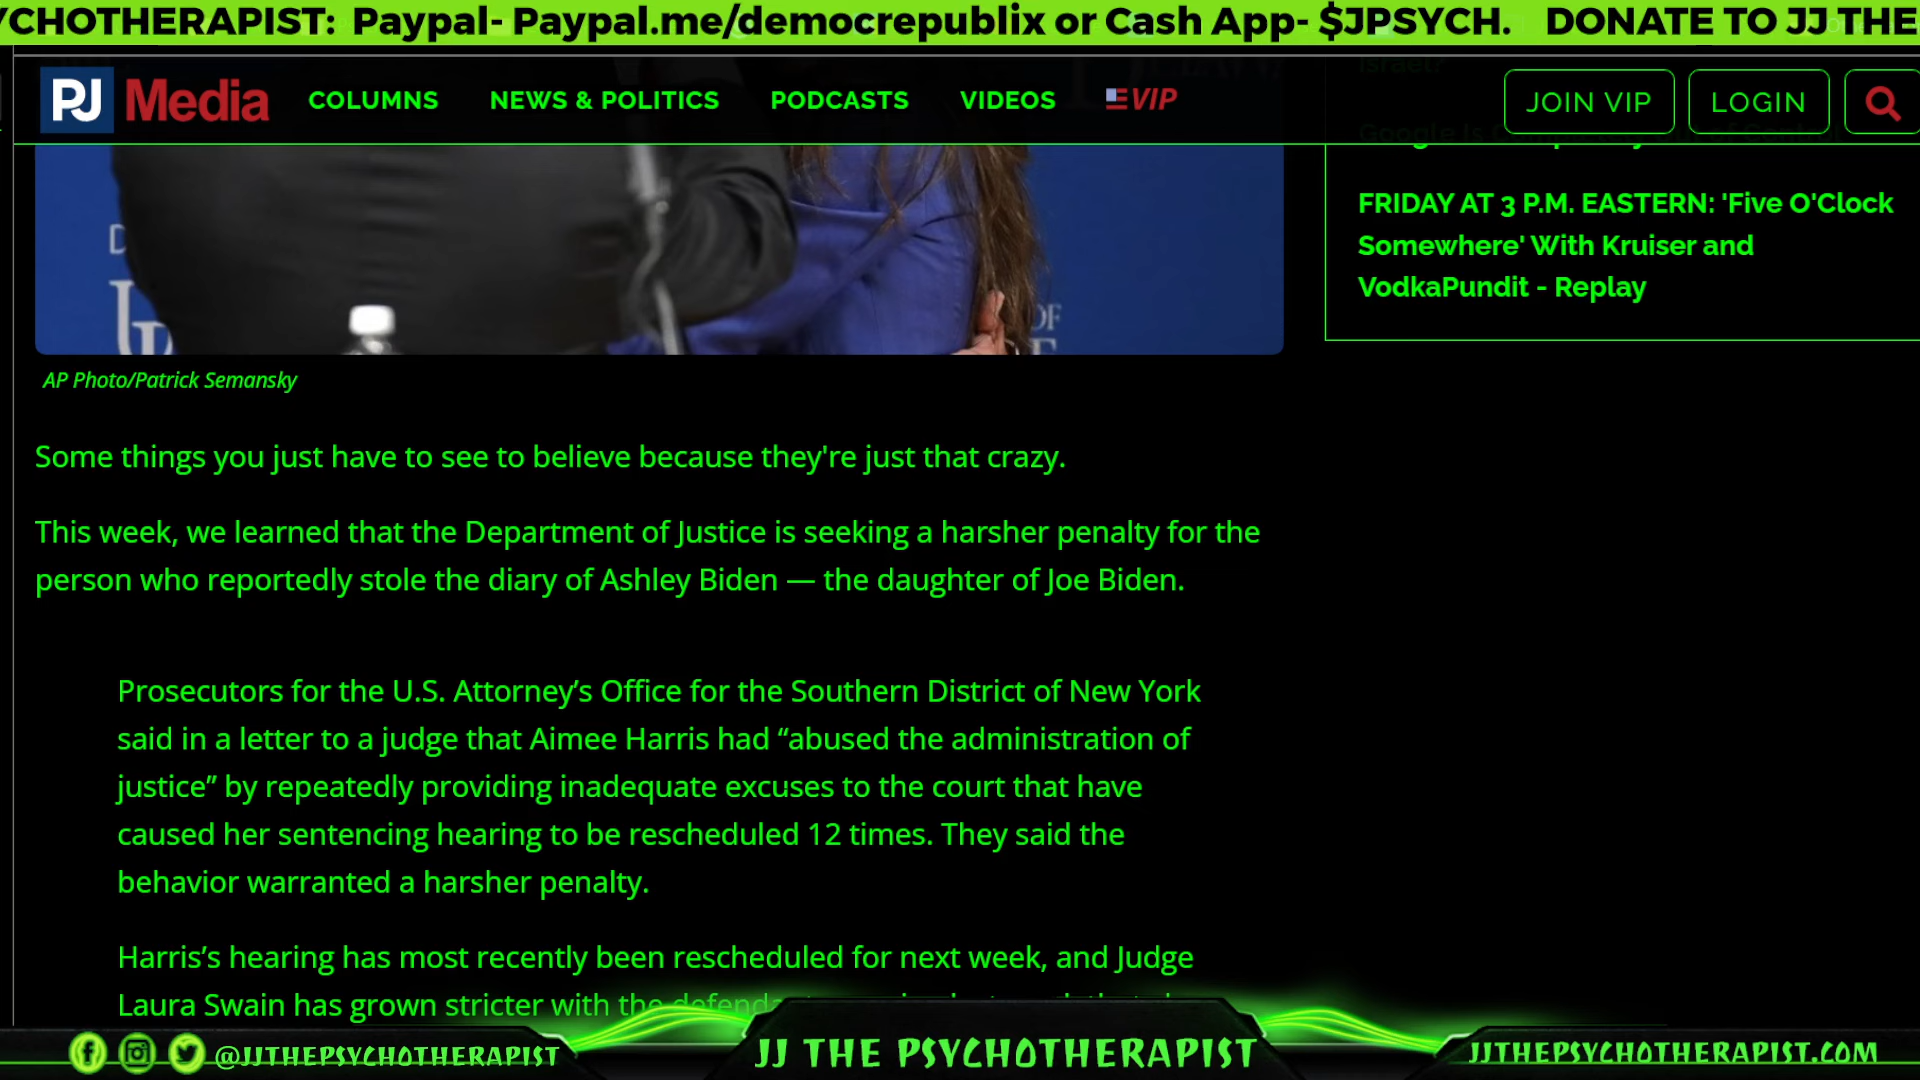 YCHOTHERAPIST: Paypal- Paypal.me/democrepublix or Cash App- $JPSYCH. DONATE TO JJ THE
PJ Media COLUMNS NEWS & POLITICS PODCASTS VIDEOS VIP JOIN VIP LOGIN
FRIDAY AT 3 P.M. EASTERN: 'Five O'Clock
Somewhere' With Kruiser and
VodkaPundit - Replay
AP Photo/Patrick Semansky
Some things you just have to see to believe because they're just that crazy.
This week, we learned that the Department of Justice is seeking a harsher penalty for the
person who reportedly stole the diary of Ashley Biden — the daughter of Joe Biden.
Prosecutors for the U.S. Attorney’s Office for the Southern District of New York
said in a letter to a judge that Aimee Harris had “abused the administration of
justice” by repeatedly providing inadequate excuses to the court that have
caused her sentencing hearing to be rescheduled 12 times. They said the
behavior warranted a harsher penalty.
Harris’s hearing has most recently been rescheduled for next week, and Judge
Laura Swain has grown stricter with the
@JJTHEPSYCHOTHERAPIST JJ THE PSYCHOTHERAPIST JJTHEPSYCHOTHERAPIST.COM